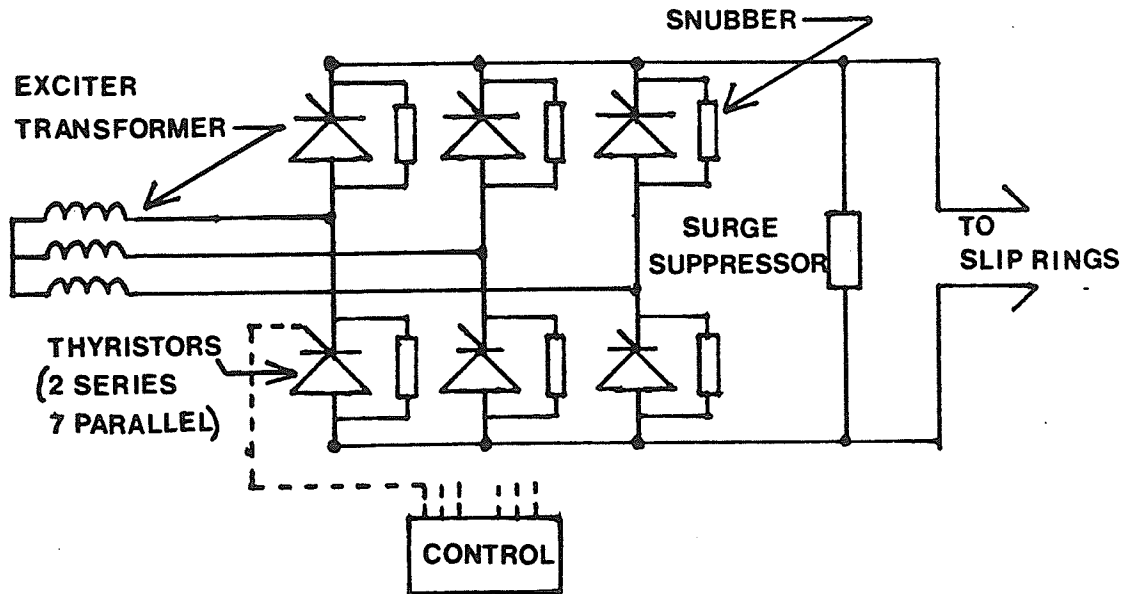 SNUBBER
EXCITER
TRANSFORMER
SURGE
SUPPRESSOR
TO
SLIP RINGS
THYRISTORS
(2 SERIES
7 PARALLEL)
CONTROL